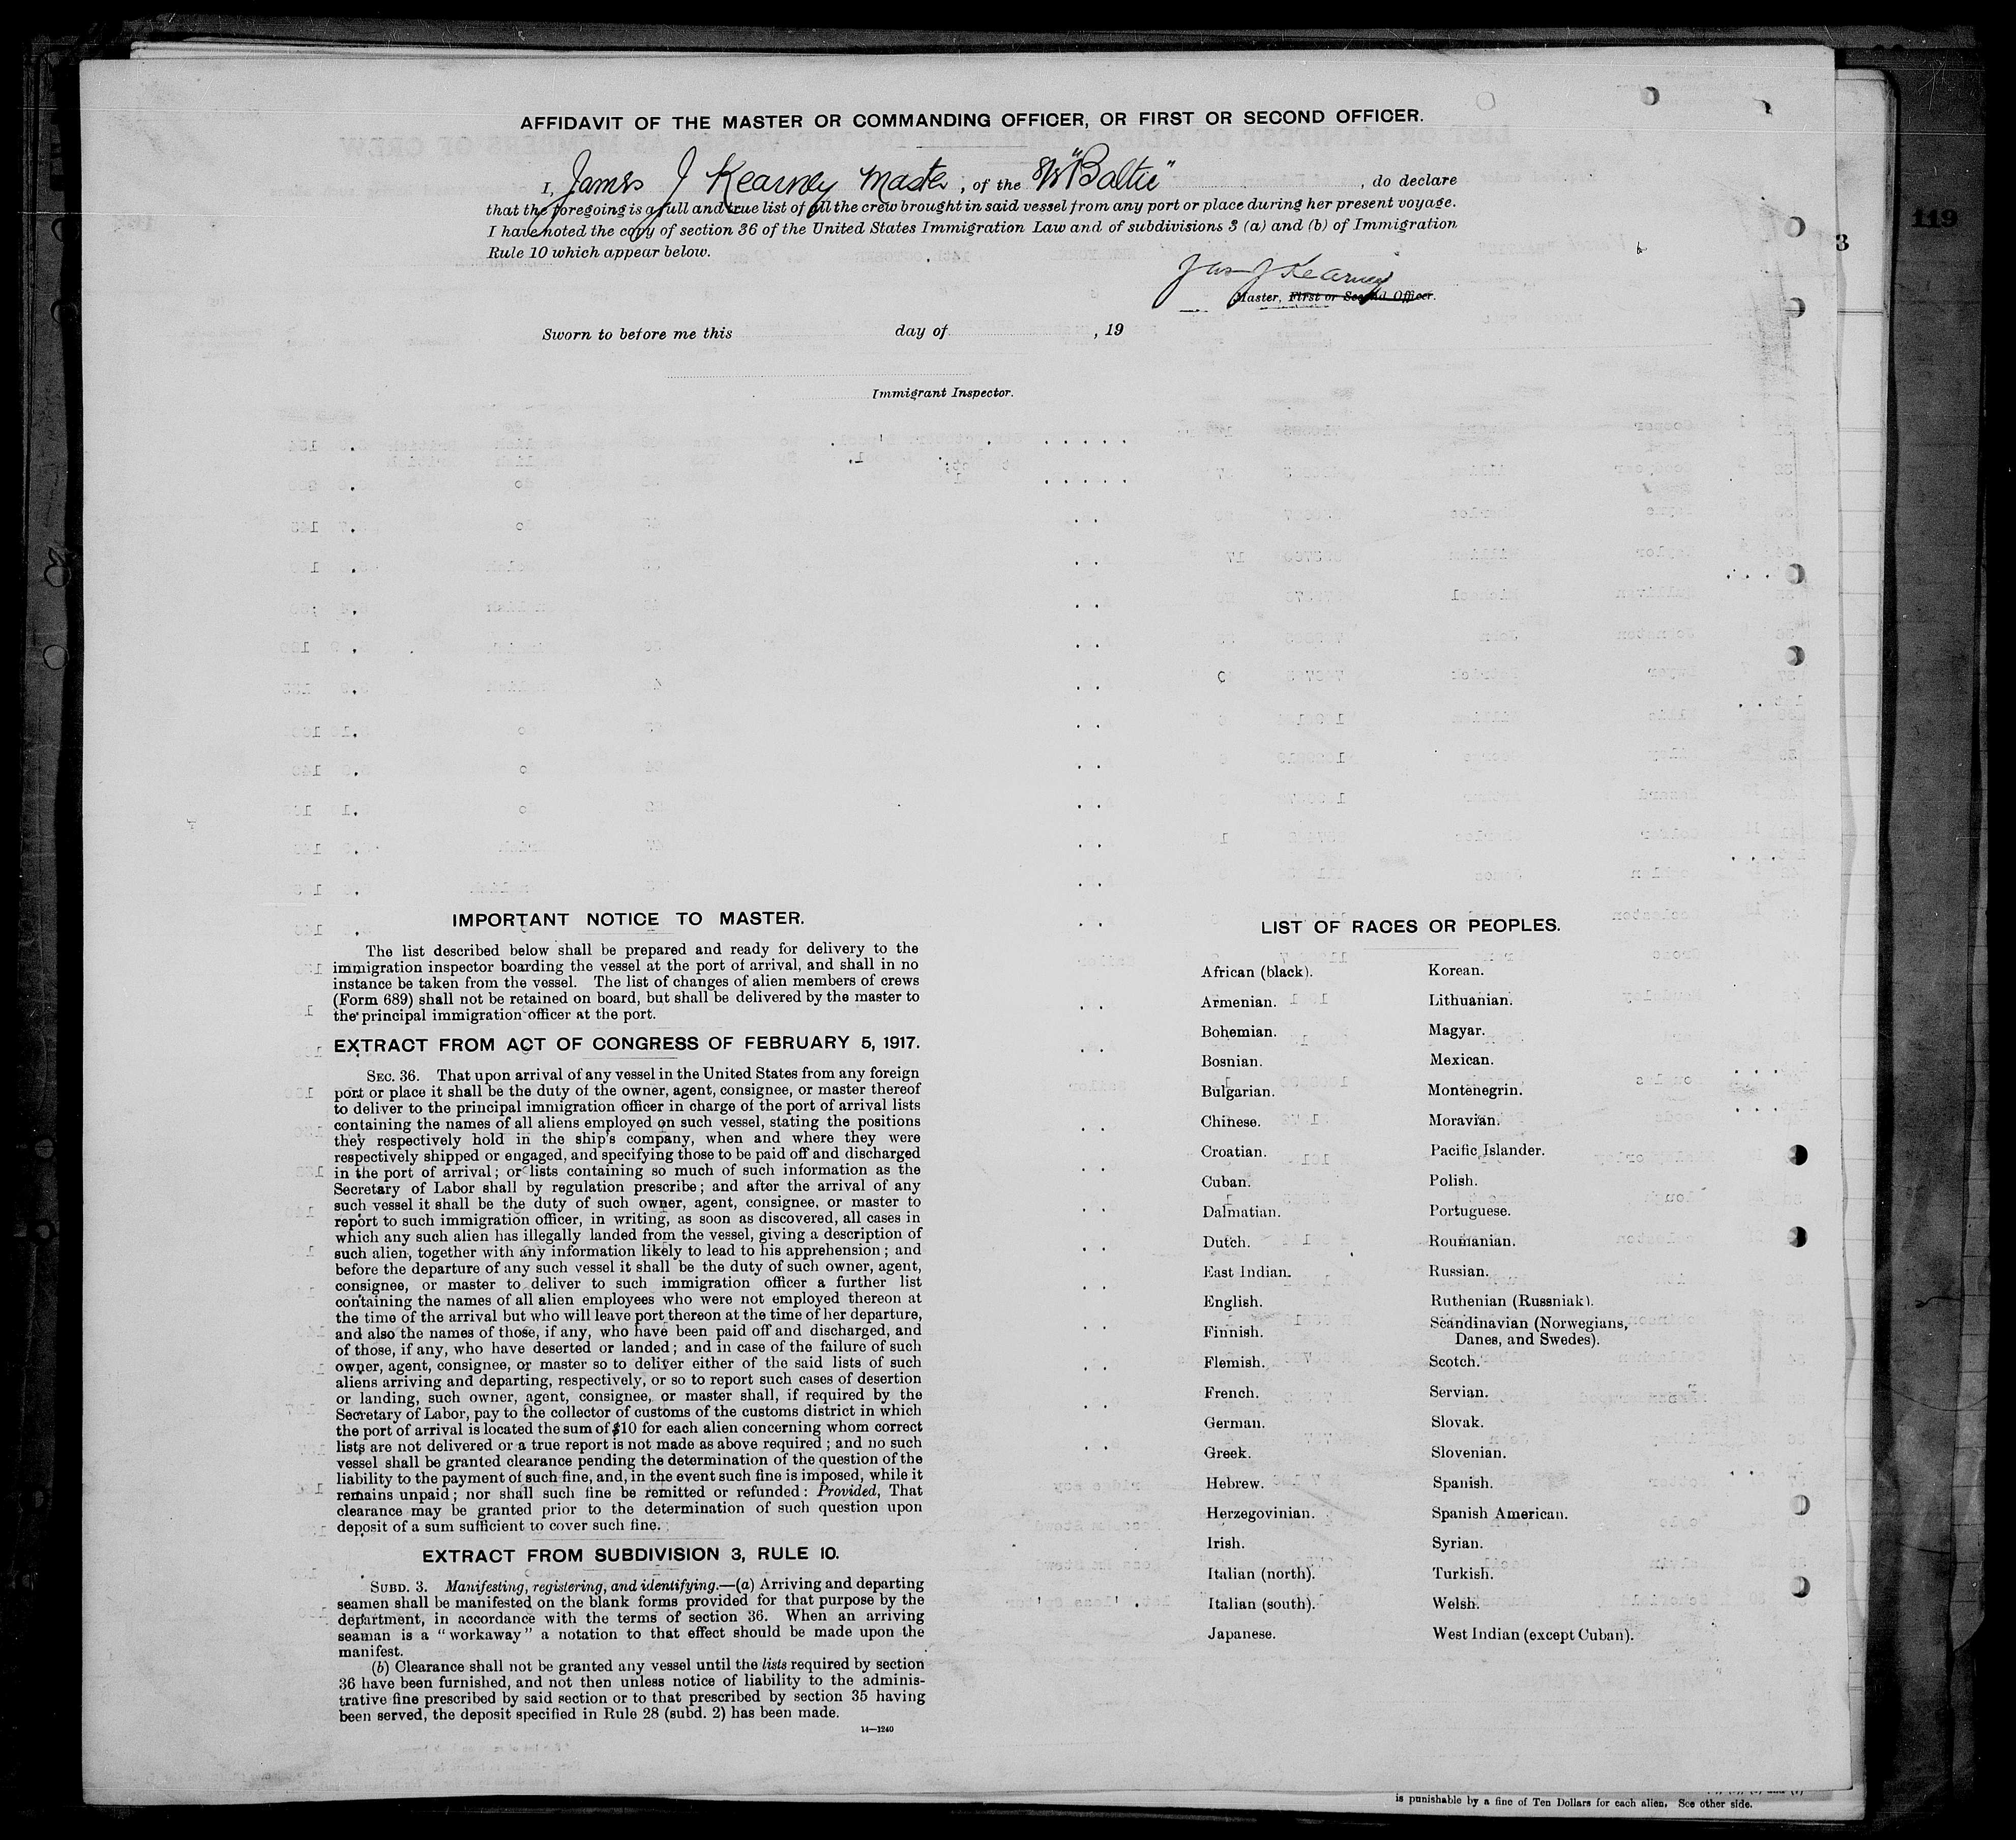 AFFIDAVIT OF THE MASTER OR COMMANDING OFFICER, OR FIRST OR SECOND OFFICER.
I, James J Kearney Master, of the S/S "Baltic", do declare
that the foregoing is a full and true list of all the crew brought in said vessel from any port or place during her present voyage.
I have noted the copy of section 36 of the United States Immigration Law and of subdivisions 3 (a) and (b) of Immigration
Rule 10 which appear below.
Jas J Kearney
Master, First or Second Officer.
Sworn to before me this day of , 19
Immigrant Inspector.
119
3
IMPORTANT NOTICE TO MASTER.
The list described below shall be prepared and ready for delivery to the
immigration inspector boarding the vessel at the port of arrival, and shall in no
instance be taken from the vessel. The list of changes of alien members of crews
(Form 689) shall not be retained on board, but shall be delivered by the master to
the principal immigration officer at the port.
EXTRACT FROM ACT OF CONGRESS OF FEBRUARY 5, 1917.
SEC. 36. That upon arrival of any vessel in the United States from any foreign
port or place it shall be the duty of the owner, agent, consignee, or master thereof
to deliver to the principal immigration officer in charge of the port of arrival lists
containing the names of all aliens employed on such vessel, stating the positions
they respectively hold in the ship's company, when and where they were
respectively shipped or engaged, and specifying those to be paid off and discharged
in the port of arrival; or lists containing so much of such information as the
Secretary of Labor shall by regulation prescribe; and after the arrival of any
such vessel it shall be the duty of such owner, agent, consignee, or master to
report to such immigration officer, in writing, as soon as discovered, all cases in
which any such alien has illegally landed from the vessel, giving a description of
such alien, together with any information likely to lead to his apprehension; and
before the departure of any such vessel it shall be the duty of such owner, agent,
consignee, or master to deliver to such immigration officer a further list
containing the names of all alien employees who were not employed thereon at
the time of the arrival but who will leave port thereon at the time of her departure,
and also the names of those, if any, who have been paid off and discharged, and
of those, if any, who have deserted or landed; and in case of the failure of such
owner, agent, consignee, or master so to deliver either of the said lists of such
aliens arriving and departing, respectively, or so to report such cases of desertion
or landing, such owner, agent, consignee, or master shall, if required by the
Secretary of Labor, pay to the collector of customs of the customs district in which
the port of arrival is located the sum of $10 for each alien concerning whom correct
lists are not delivered or a true report is not made as above required; and no such
vessel shall be granted clearance pending the determination of the question of the
liability to the payment of such fine, and, in the event such fine is imposed, while it
remains unpaid; nor shall such fine be remitted or refunded: Provided, That
clearance may be granted prior to the determination of such question upon
deposit of a sum sufficient to cover such fine.
EXTRACT FROM SUBDIVISION 3, RULE 10.
SUBD. 3. Manifesting, registering, and identifying.—(a) Arriving and departing
seamen shall be manifested on the blank forms provided for that purpose by the
department, in accordance with the terms of section 36. When an arriving
seaman is a "workaway" a notation to that effect should be made upon the
manifest.
(b) Clearance shall not be granted any vessel until the lists required by section
36 have been furnished, and not then unless notice of liability to the adminis-
trative fine prescribed by said section or to that prescribed by section 35 having
been served, the deposit specified in Rule 28 (subd. 2) has been made.
14—1240
LIST OF RACES OR PEOPLES.
African (black).
Armenian.
Bohemian.
Bosnian.
Bulgarian.
Chinese.
Croatian.
Cuban.
Dalmatian.
Dutch.
East Indian.
English.
Finnish.
Flemish.
French.
German.
Greek.
Hebrew.
Herzegovinian.
Irish.
Italian (north).
Italian (south).
Japanese.
Korean.
Lithuanian.
Magyar.
Mexican.
Montenegrin.
Moravian.
Pacific Islander.
Polish.
Portuguese.
Roumanian.
Russian.
Ruthenian (Russniak).
Scandinavian (Norwegians,
Danes, and Swedes).
Scotch.
Servian.
Slovak.
Slovenian.
Spanish.
Spanish American.
Syrian.
Turkish.
Welsh.
West Indian (except Cuban).
is punishable by a fine of Ten Dollars for each alien. See other side.